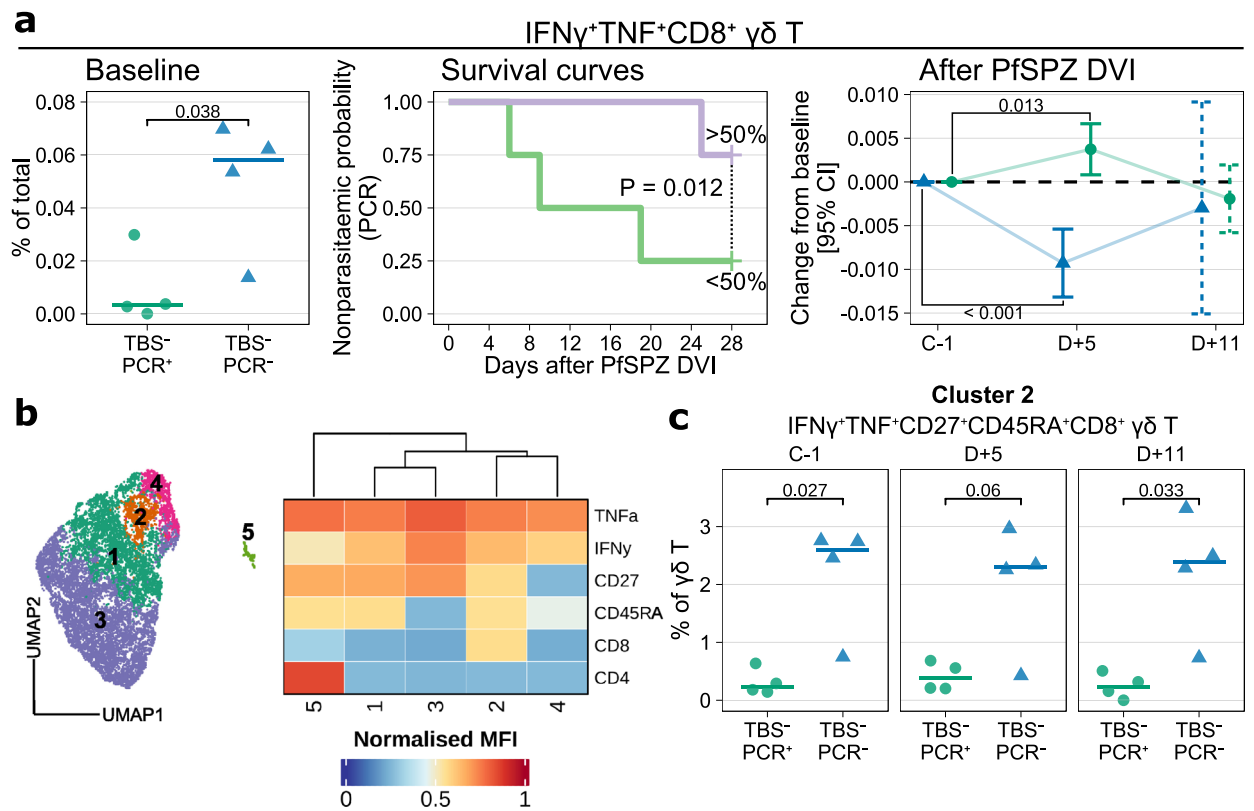 a
IFNγ⁺TNF⁺CD8⁺ γδ T
Baseline
% of total
0.08
0.06
0.04
0.02
0.00
0.038
TBS⁻ PCR⁺
TBS⁻ PCR⁻
Survival curves
Nonparasitaemic probability (PCR)
1.00
0.75
0.50
0.25
>50%
P = 0.012
<50%
0 4 8 12 16 20 24 28
Days after PfSPZ DVI
After PfSPZ DVI
Change from baseline [95% CI]
0.010
0.005
0.000
-0.005
-0.010
-0.015
0.013
< 0.001
C-1 D+5 D+11
b
4
2
1
3
5
UMAP2
UMAP1
TNFa
IFNy
CD27
CD45RA
CD8
CD4
5 1 3 2 4
Normalised MFI
0 0.5 1
c
Cluster 2
IFNγ⁺TNF⁺CD27⁺CD45RA⁺CD8⁺ γδ T
C-1 D+5 D+11
% of γδ T
3
2
1
0
0.027 0.06 0.033
TBS⁻ PCR⁺
TBS⁻ PCR⁻
TBS⁻ PCR⁺
TBS⁻ PCR⁻
TBS⁻ PCR⁺
TBS⁻ PCR⁻